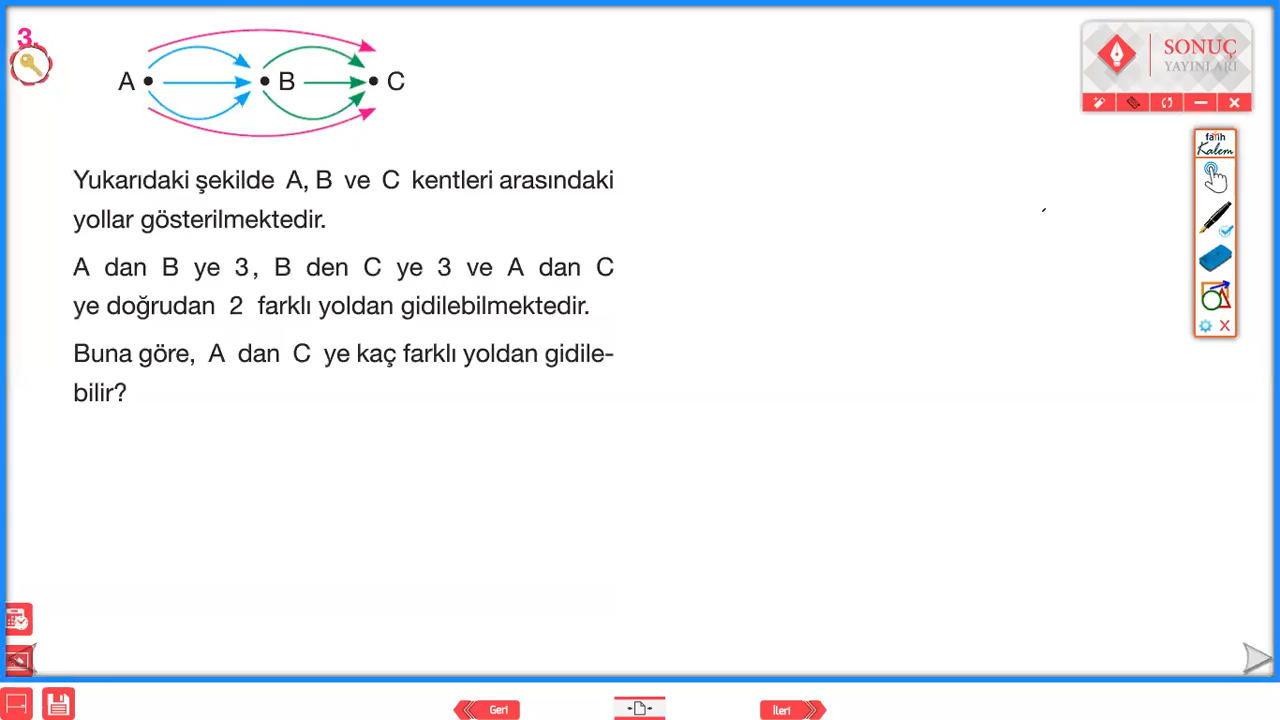 3.
A B C
SONUÇ
YAYINLARI
fatih
Kalem
Yukarıdaki şekilde A, B ve C kentleri arasındaki
yollar gösterilmektedir.
A dan B ye 3, B den C ye 3 ve A dan C
ye doğrudan 2 farklı yoldan gidilebilmektedir.
Buna göre, A dan C ye kaç farklı yoldan gidile-
bilir?
Geri
İleri